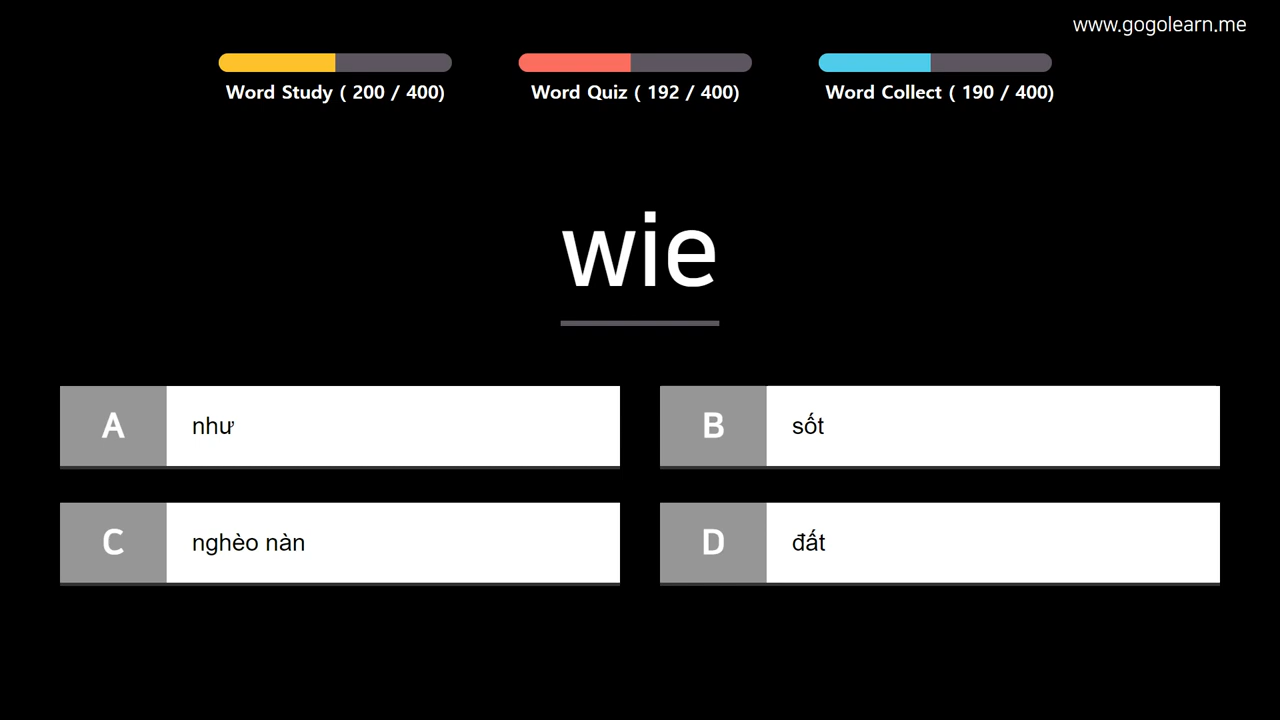 www.gogolearn.me
Word Study ( 200 / 400)
Word Quiz ( 192 / 400)
Word Collect ( 190 / 400)
wie
A như
B sốt
C nghèo nàn
D đất